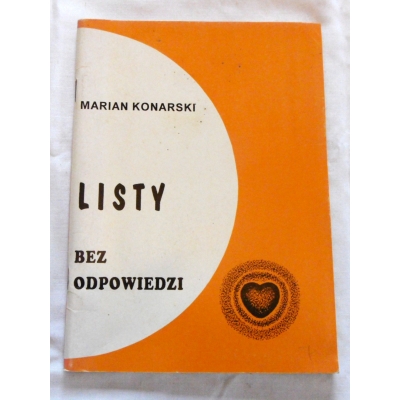 MARIAN KONARSKI
LISTY
BEZ
ODPOWIEDZI